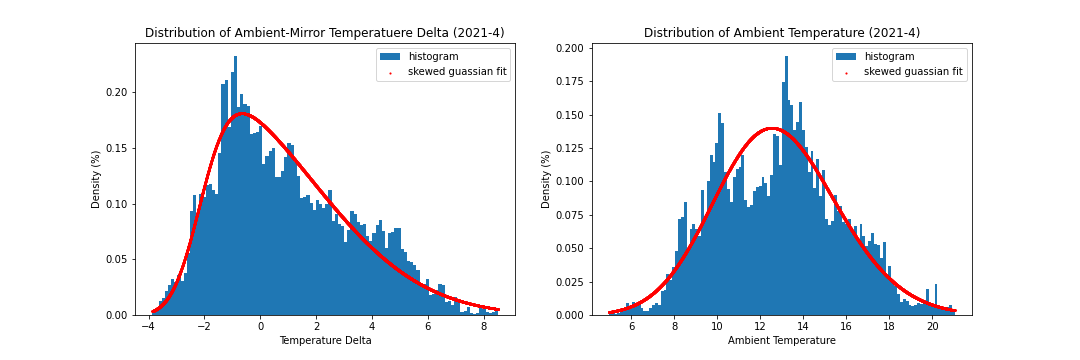 Distribution of Ambient-Mirror Temperatuere Delta (2021-4)
histogram
skewed guassian fit
Density (%)
0.20
0.15
0.10
0.05
0.00
−4
−2
0
2
4
6
8
Temperature Delta
Distribution of Ambient Temperature (2021-4)
histogram
skewed guassian fit
Density (%)
0.200
0.175
0.150
0.125
0.100
0.075
0.050
0.025
0.000
6
8
10
12
14
16
18
20
Ambient Temperature